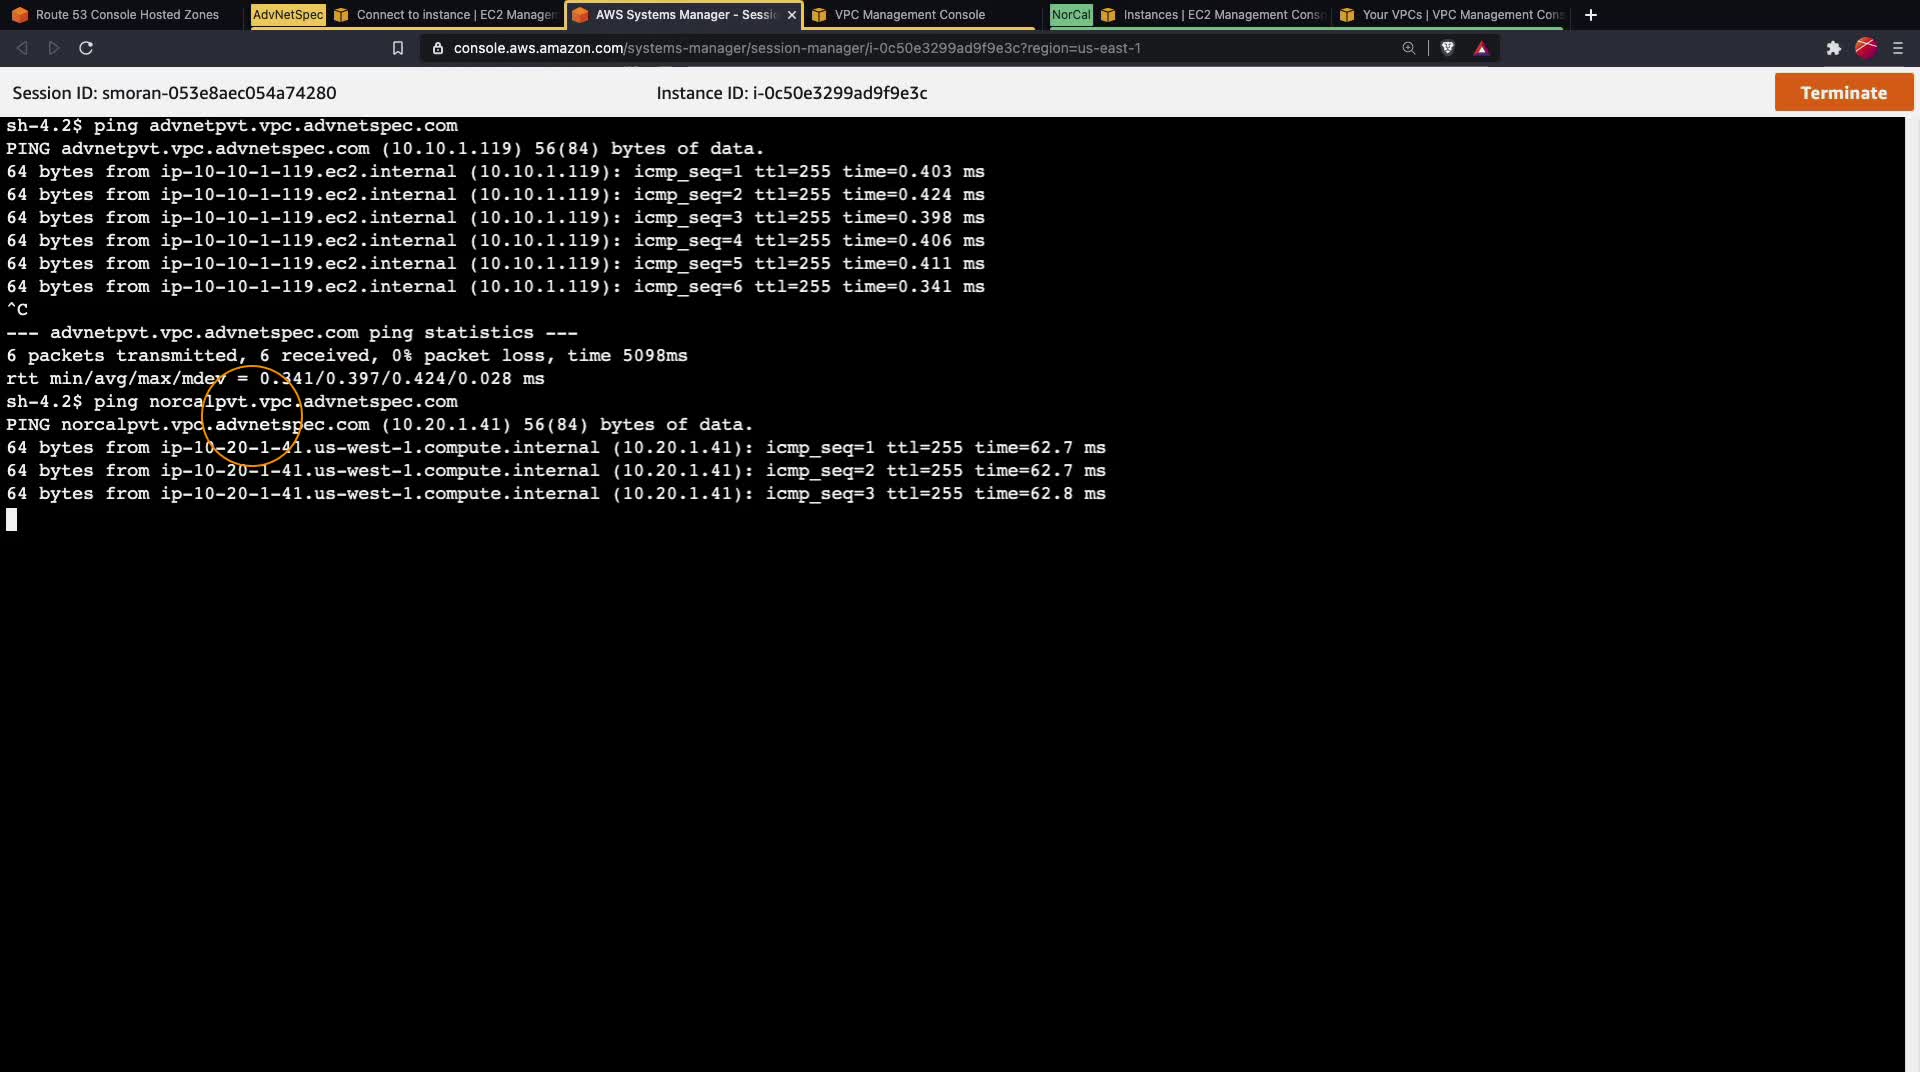 Route 53 Console Hosted Zones
AdvNetSpec
Connect to instance | EC2 Managem
AWS Systems Manager - Sessi
VPC Management Console
NorCal
Instances | EC2 Management Conso
Your VPCs | VPC Management Cons
console.aws.amazon.com/systems-manager/session-manager/i-0c50e3299ad9f9e3c?region=us-east-1
Session ID: smoran-053e8aec054a74280
Instance ID: i-0c50e3299ad9f9e3c
Terminate
sh-4.2$ ping advnetpvt.vpc.advnetspec.com
PING advnetpvt.vpc.advnetspec.com (10.10.1.119) 56(84) bytes of data.
64 bytes from ip-10-10-1-119.ec2.internal (10.10.1.119): icmp_seq=1 ttl=255 time=0.403 ms
64 bytes from ip-10-10-1-119.ec2.internal (10.10.1.119): icmp_seq=2 ttl=255 time=0.424 ms
64 bytes from ip-10-10-1-119.ec2.internal (10.10.1.119): icmp_seq=3 ttl=255 time=0.398 ms
64 bytes from ip-10-10-1-119.ec2.internal (10.10.1.119): icmp_seq=4 ttl=255 time=0.406 ms
64 bytes from ip-10-10-1-119.ec2.internal (10.10.1.119): icmp_seq=5 ttl=255 time=0.411 ms
64 bytes from ip-10-10-1-119.ec2.internal (10.10.1.119): icmp_seq=6 ttl=255 time=0.341 ms
^C
--- advnetpvt.vpc.advnetspec.com ping statistics ---
6 packets transmitted, 6 received, 0% packet loss, time 5098ms
rtt min/avg/max/mdev = 0.341/0.397/0.424/0.028 ms
sh-4.2$ ping norcalpvt.vpc.advnetspec.com
PING norcalpvt.vpc.advnetspec.com (10.20.1.41) 56(84) bytes of data.
64 bytes from ip-10-20-1-41.us-west-1.compute.internal (10.20.1.41): icmp_seq=1 ttl=255 time=62.7 ms
64 bytes from ip-10-20-1-41.us-west-1.compute.internal (10.20.1.41): icmp_seq=2 ttl=255 time=62.7 ms
64 bytes from ip-10-20-1-41.us-west-1.compute.internal (10.20.1.41): icmp_seq=3 ttl=255 time=62.8 ms